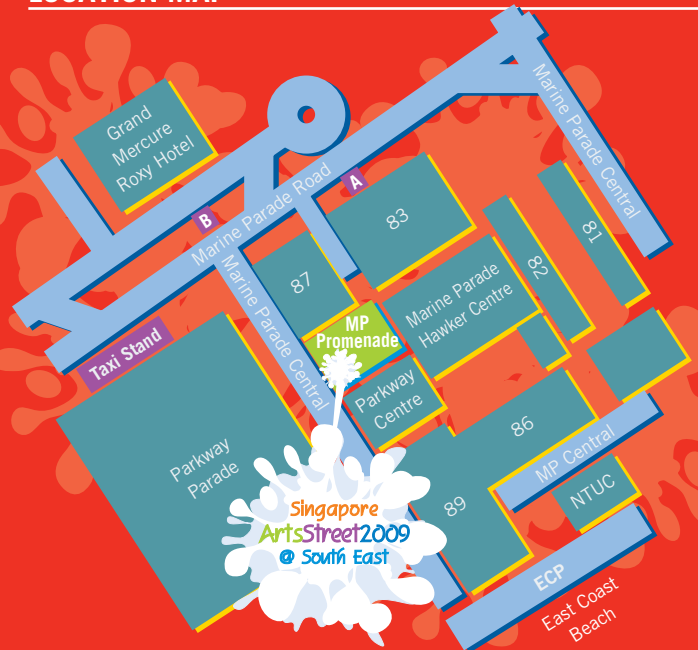 LOCATION MAP
Grand
Mercure
Roxy Hotel
Marine Parade Central
Marine Parade Road
A
B
83
81
82
87
Marine Parade
Hawker Centre
MP
Promenade
Marine Parade Central
Taxi Stand
Parkway
Centre
Parkway
Parade
86
MP Central
89
NTUC
Singapore
ArtsStreet2009
@ South East
ECP
East Coast
Beach